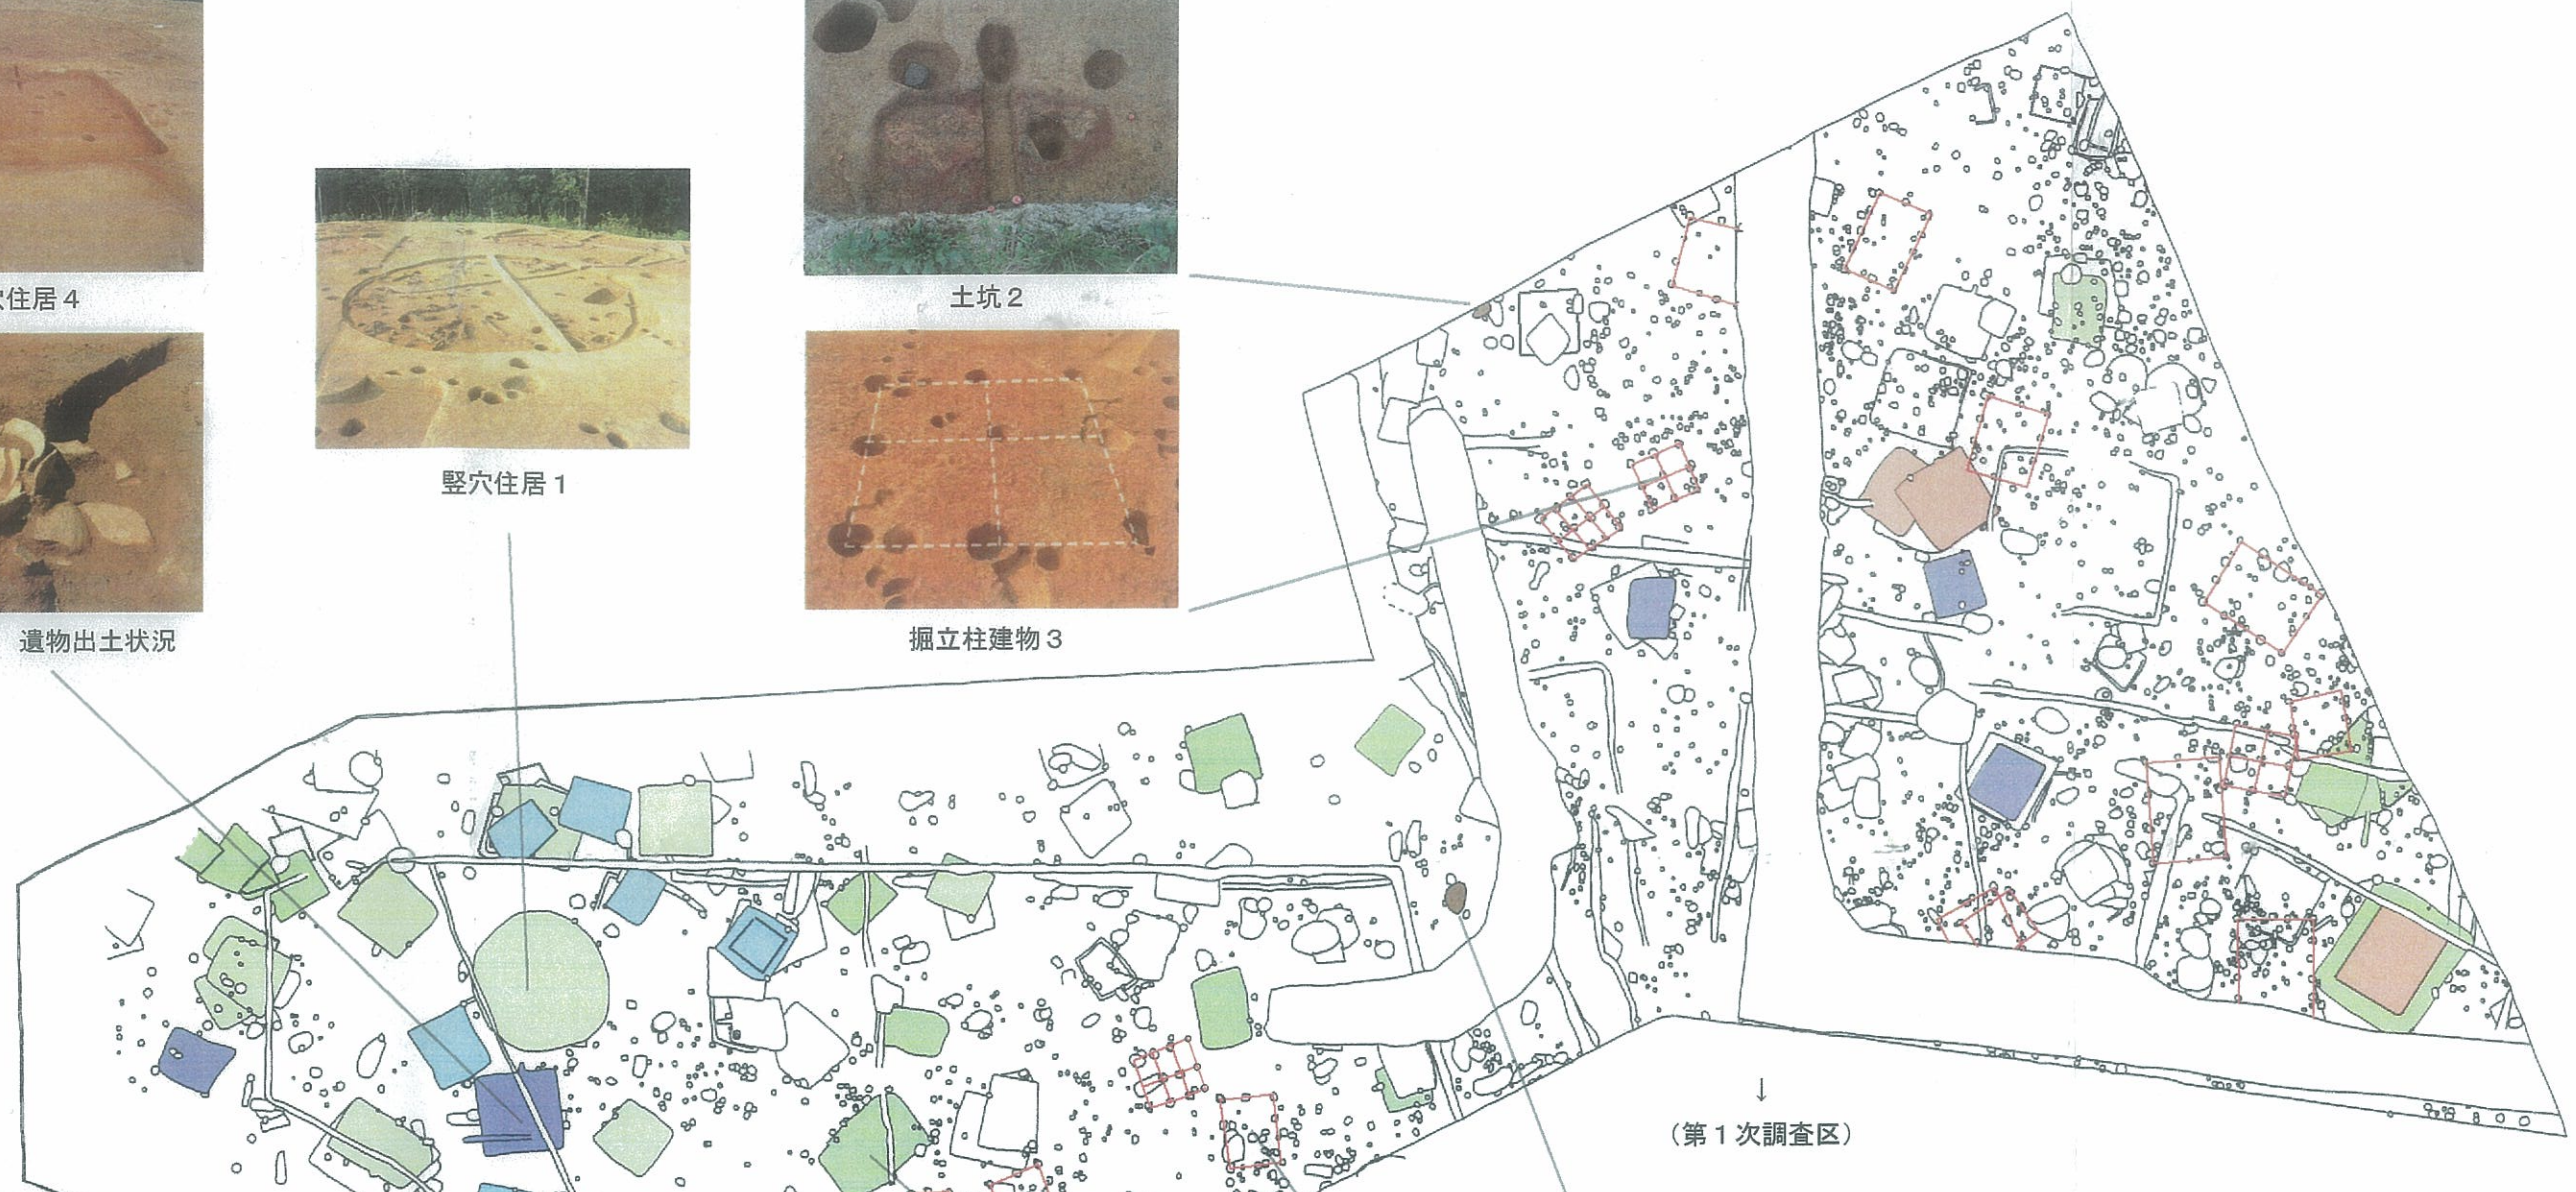 穴住居４
土坑２
竪穴住居１
遺物出土状況
掘立柱建物３
↓
（第１次調査区）